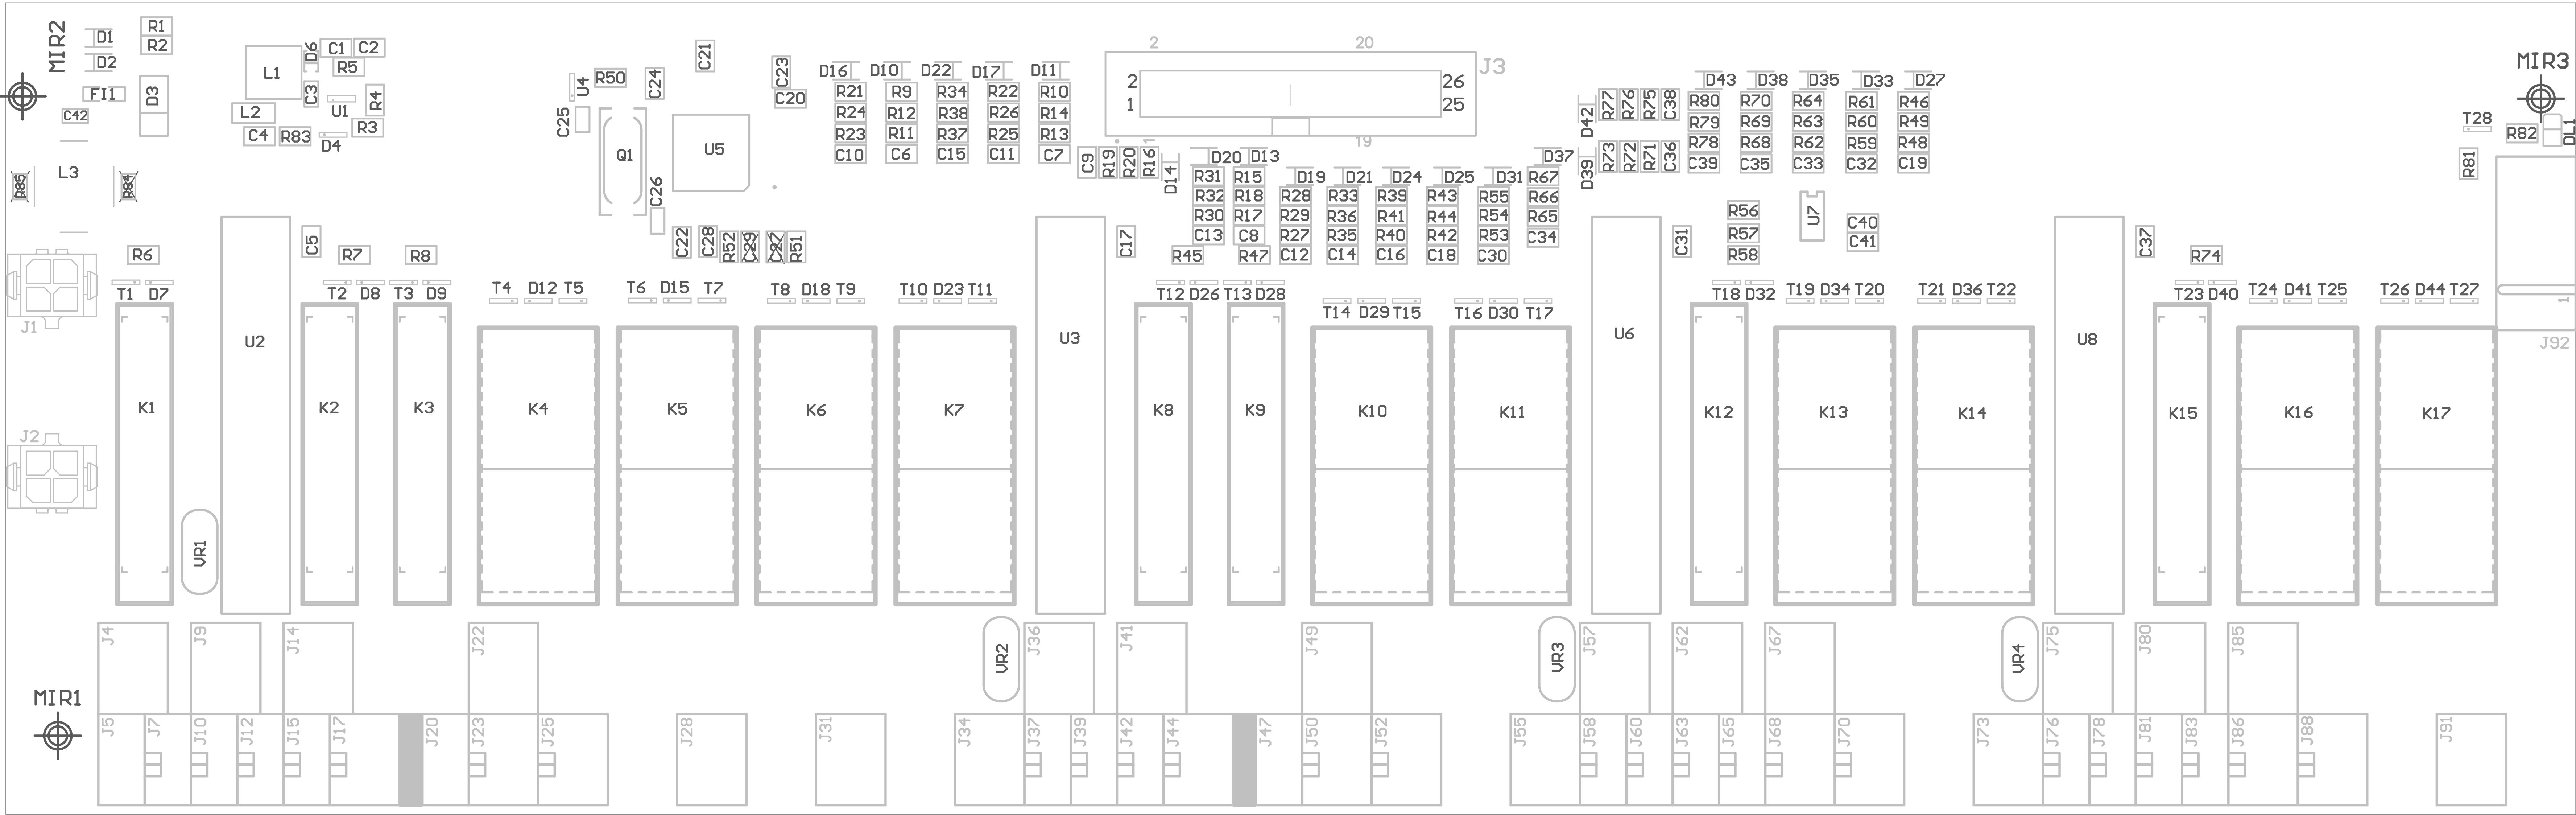 MIR2
D1
D2
R1
R2
FI1
D3
C42
L3
R85
R84
L1
D6
C1
C2
R5
C3
U1
R4
L2
C4
R83
D4
R3
U4
R50
C24
C21
C23
C20
C25
Q1
U5
C26
C22
C28
R52
C29
C27
R51
D16
D10
D22
D17
D11
R21
R9
R34
R22
R10
R24
R12
R38
R26
R14
R23
R11
R37
R25
R13
C10
C6
C15
C11
C7
2
20
J3
2
26
1
25
1
19
C9
R19
R20
R16
D14
D20
D13
R31
R15
R32
R18
R30
R17
C13
C8
R45
R47
D19
D21
D24
D25
D31
D37
R28
R33
R39
R43
R55
R67
R29
R36
R41
R44
R54
R66
R27
R35
R40
R42
R53
R65
C12
C14
C16
C18
C30
C34
D42
R77
R76
R75
C38
D39
R73
R72
R71
C36
D43
D38
D35
D33
D27
R80
R70
R64
R61
R46
R79
R69
R63
R60
R49
R78
R68
R62
R59
R48
C39
C35
C33
C32
C19
R56
R57
R58
U7
C40
C41
MIR3
T28
R82
DL1
R81
1
J92
R6
C5
R7
R8
C17
C31
C37
R74
J1
J2
T1
D7
T2
D8
T3
D9
T4
D12
T5
T6
D15
T7
T8
D18
T9
T10
D23
T11
T12
D26
T13
D28
T14
D29
T15
T16
D30
T17
T18
D32
T19
D34
T20
T21
D36
T22
T23
D40
T24
D41
T25
T26
D44
T27
K1
U2
K2
K3
K4
K5
K6
K7
U3
K8
K9
K10
K11
U6
K12
K13
K14
U8
K15
K16
K17
VR1
VR2
VR3
VR4
J4
J9
J14
J22
J36
J41
J49
J57
J62
J67
J75
J80
J85
MIR1
J5
J7
J10
J12
J15
J17
J20
J23
J25
J28
J31
J34
J37
J39
J42
J44
J47
J50
J52
J55
J58
J60
J63
J65
J68
J70
J73
J76
J78
J81
J83
J86
J88
J91